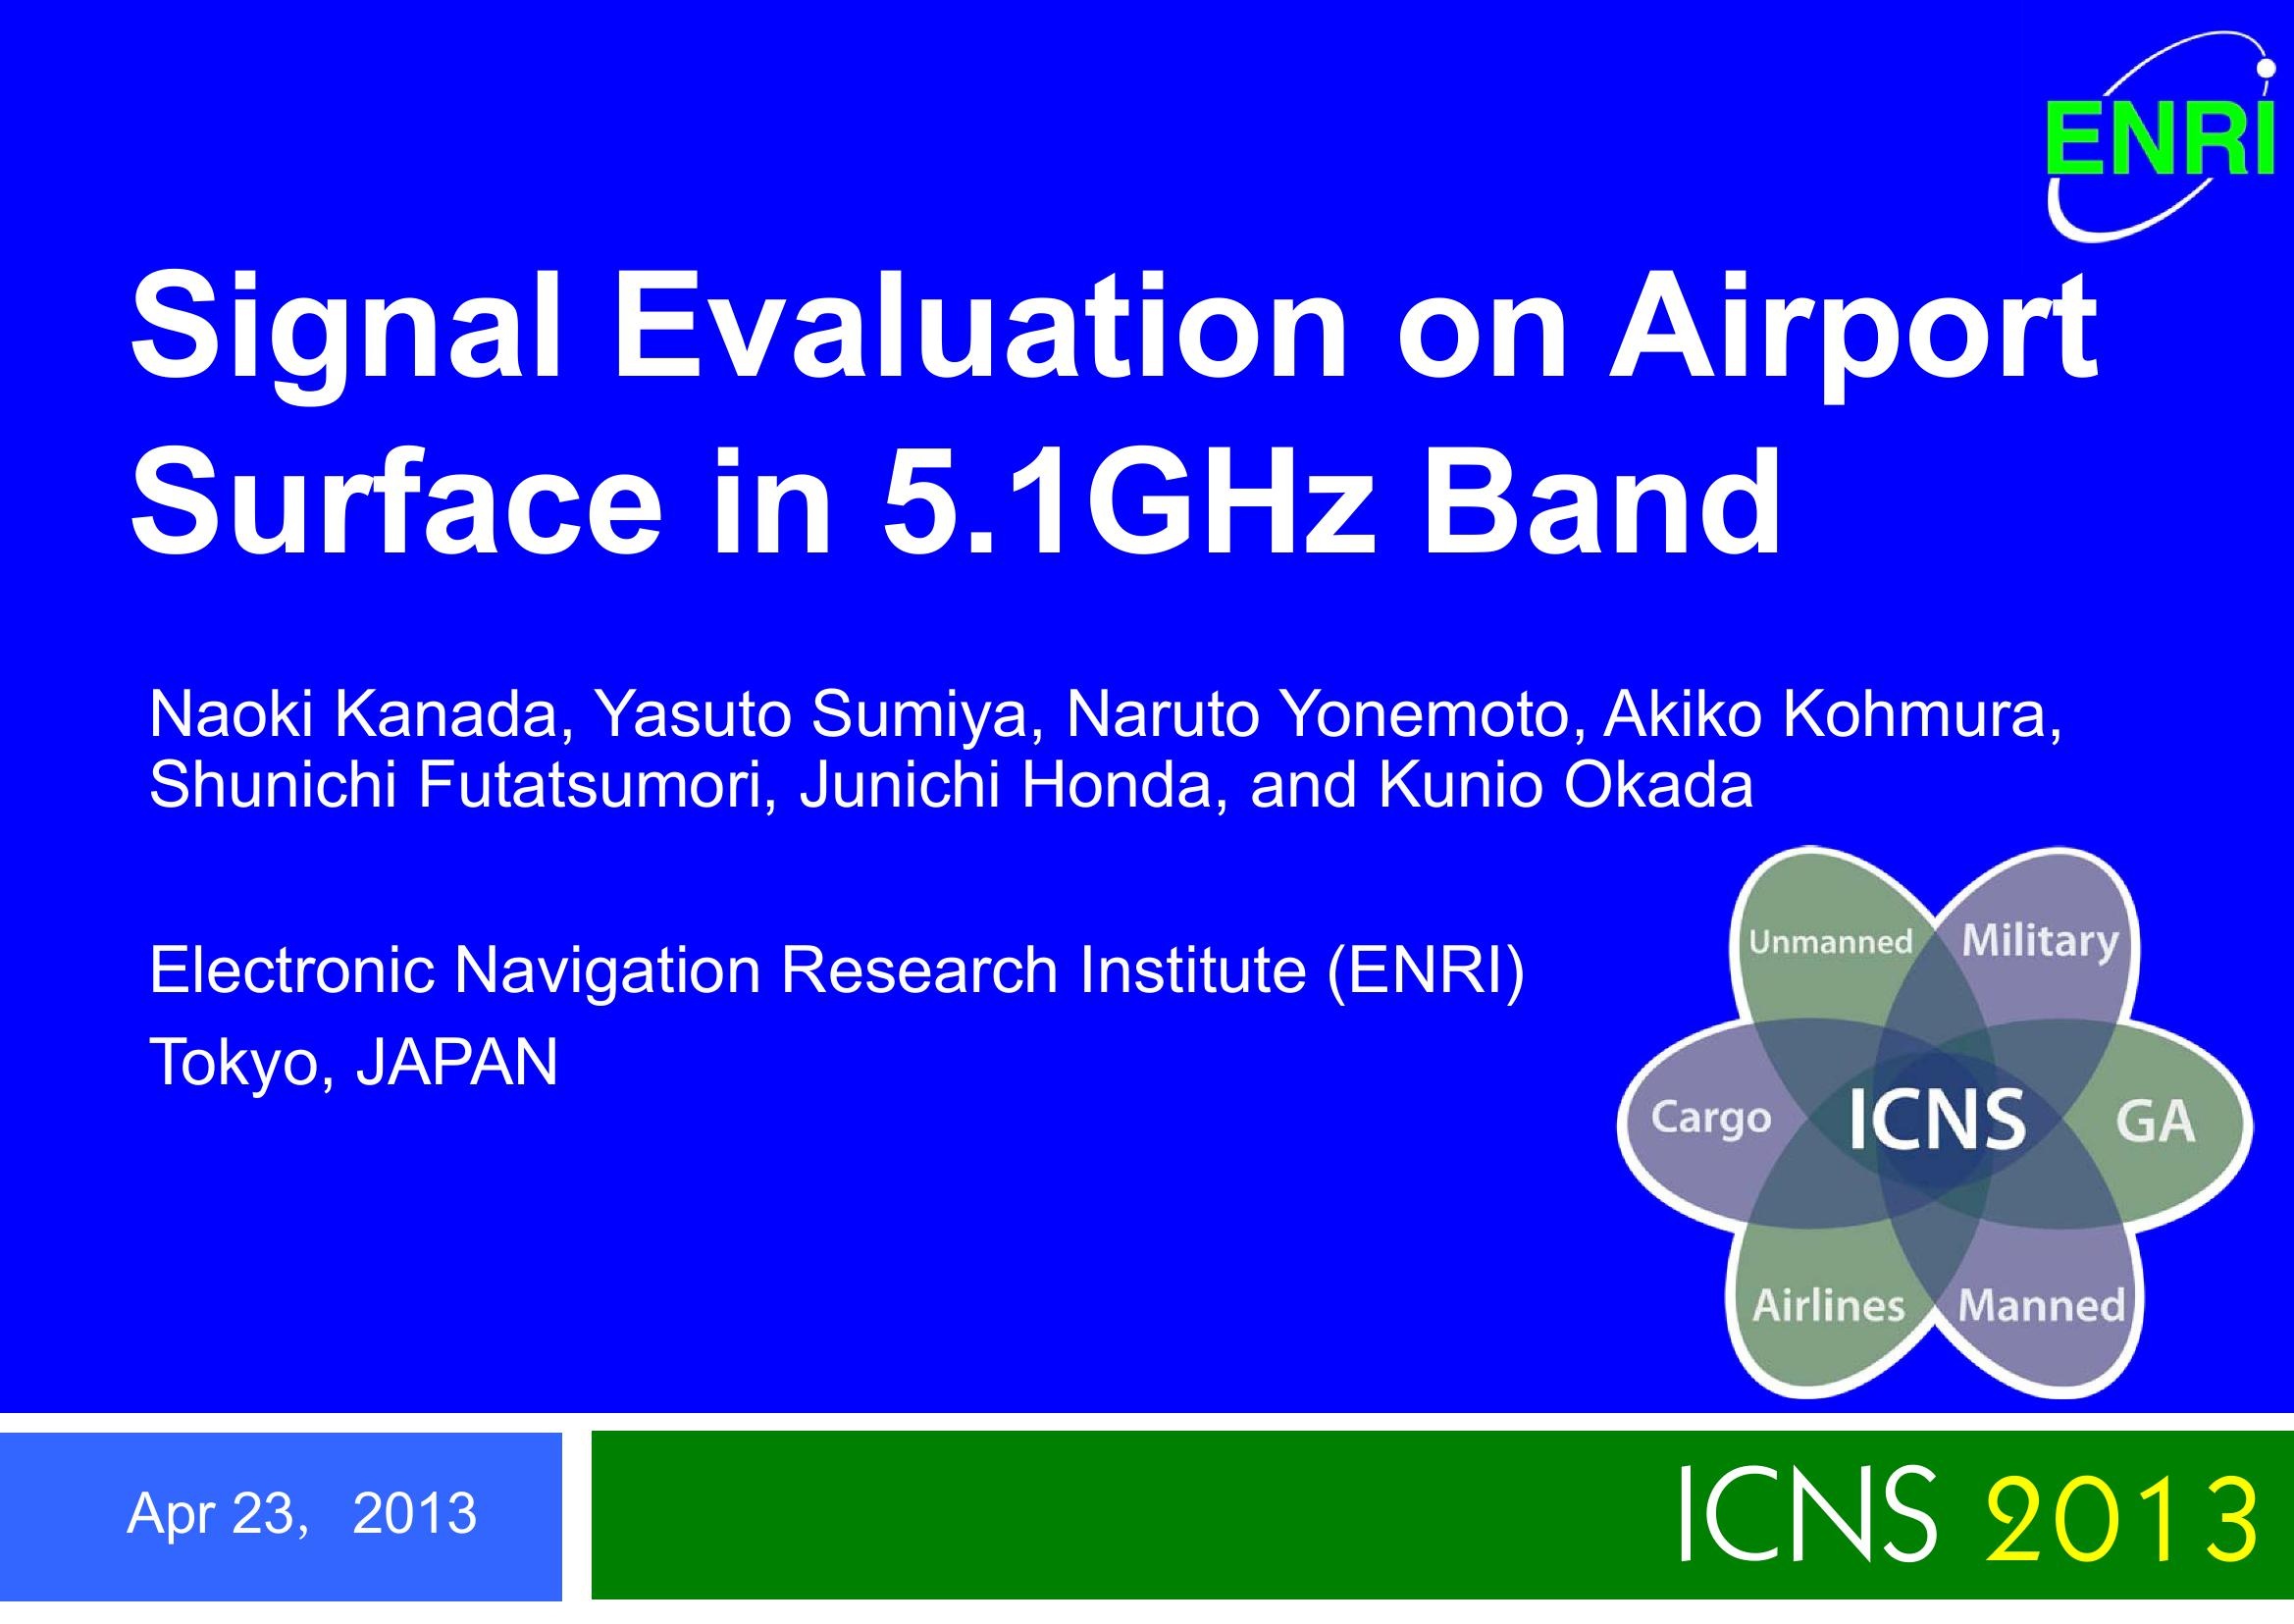 ENRI
Signal Evaluation on Airport
Surface in 5.1GHz Band
Naoki Kanada, Yasuto Sumiya, Naruto Yonemoto, Akiko Kohmura,
Shunichi Futatsumori, Junichi Honda, and Kunio Okada
Electronic Navigation Research Institute (ENRI)
Tokyo, JAPAN
Unmanned Military
Cargo ICNS GA
Airlines Manned
Apr 23, 2013
ICNS 2013